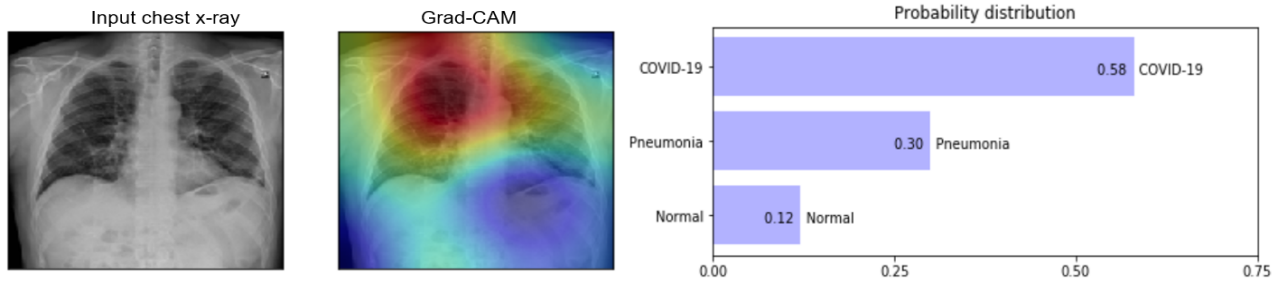 Input chest x-ray
Grad-CAM
Probability distribution
COVID-19
0.58 COVID-19
Pneumonia
0.30 Pneumonia
Normal
0.12 Normal
0.00 0.25 0.50 0.75